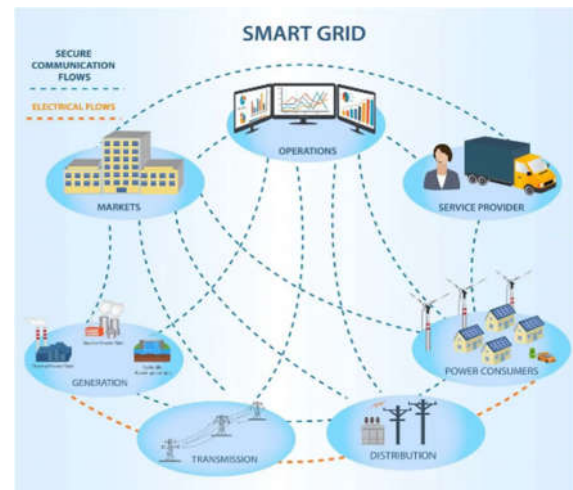 SMART GRID
SECURE
COMMUNICATION
FLOWS
ELECTRICAL FLOWS
OPERATIONS
MARKETS
SERVICE PROVIDER
GENERATION
POWER CONSUMERS
TRANSMISSION
DISTRIBUTION